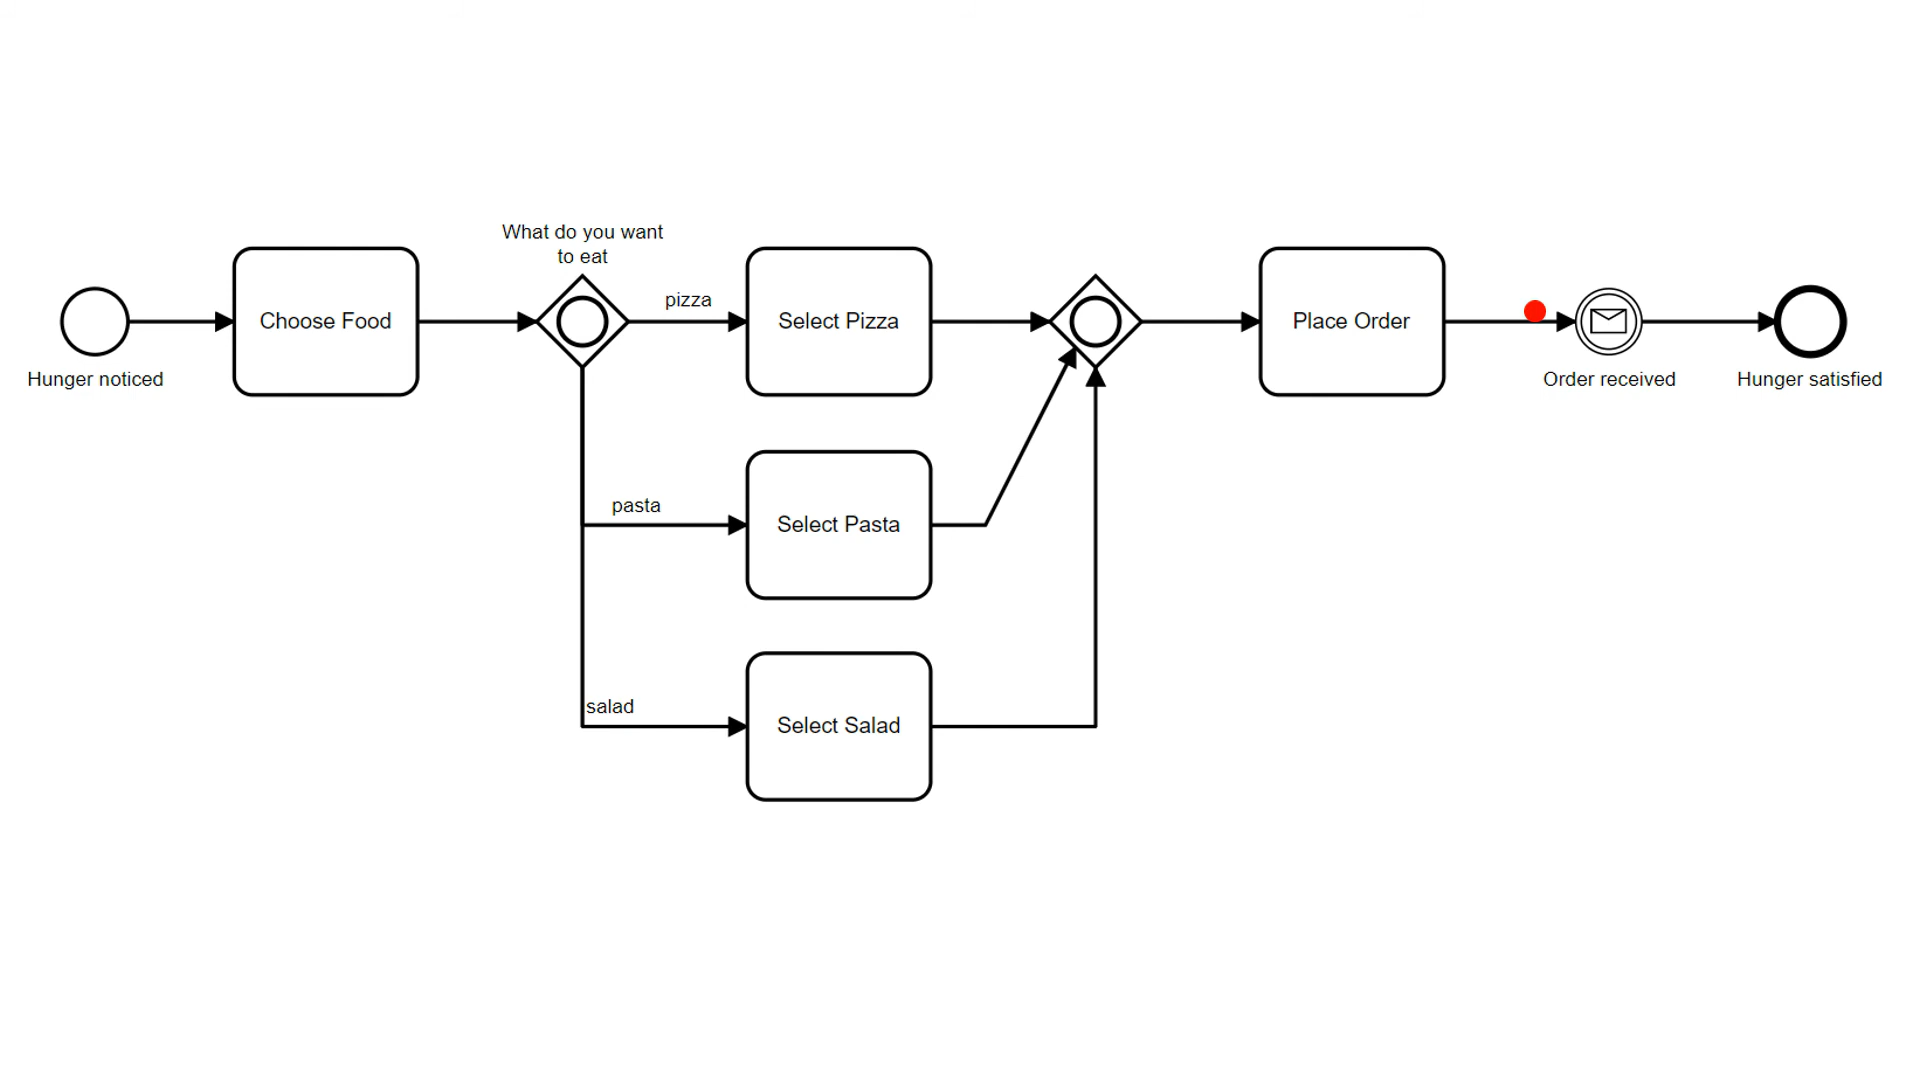 What do you want
to eat
pizza
Hunger noticed
Choose Food
Select Pizza
Place Order
Order received
Hunger satisfied
pasta
Select Pasta
salad
Select Salad